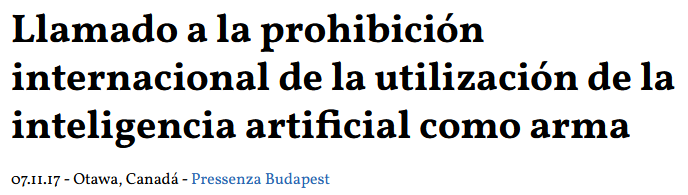 Llamado a la prohibición
internacional de la utilización de la
inteligencia artificial como arma
07.11.17 - Otawa, Canadá - Pressenza Budapest